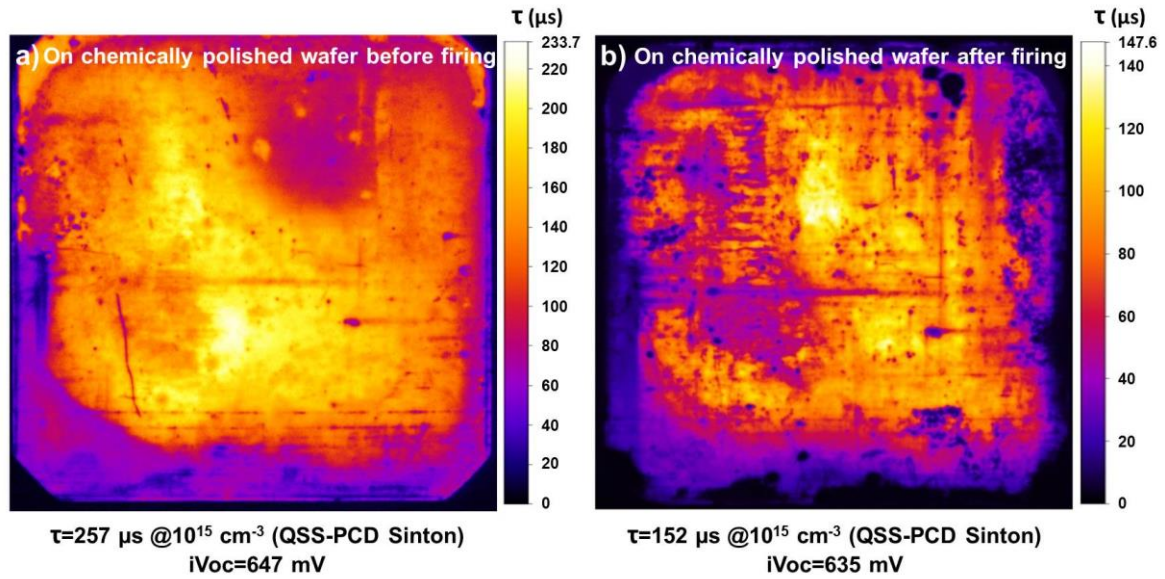 τ (µs)
a) On chemically polished wafer before firing
233.7
220
200
180
160
140
120
100
80
60
40
20
0
τ=257 µs @10¹⁵ cm⁻³ (QSS-PCD Sinton)
iVoc=647 mV
τ (µs)
b) On chemically polished wafer after firing
147.6
140
120
100
80
60
40
20
0
τ=152 µs @10¹⁵ cm⁻³ (QSS-PCD Sinton)
iVoc=635 mV